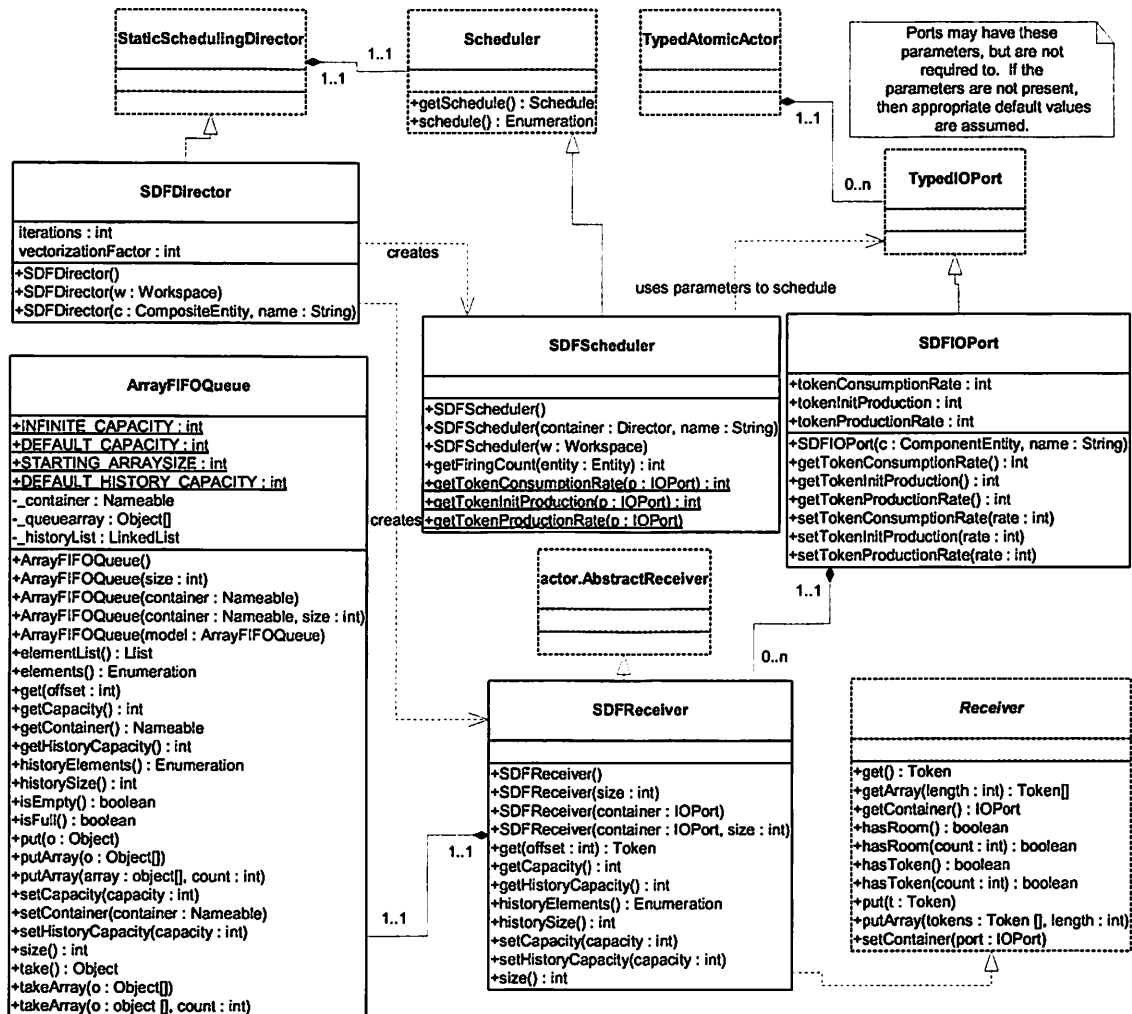 StaticSchedulingDirector
1..1
1..1
Scheduler
+getSchedule() : Schedule
+schedule() : Enumeration
TypedAtomicActor
1..1
0..n
Ports may have these
parameters, but are not
required to. If the
parameters are not present,
then appropriate default values
are assumed.
TypedIOPort
SDFDirector
iterations : int
vectorizationFactor : int
+SDFDirector()
+SDFDirector(w : Workspace)
+SDFDirector(c : CompositeEntity, name : String)
creates
uses parameters to schedule
SDFScheduler
+SDFScheduler()
+SDFScheduler(container : Director, name : String)
+SDFScheduler(w : Workspace)
+getFiringCount(entity : Entity) : int
+getTokenConsumptionRate(p : IOPort) : int
+getTokenInitProduction(p : IOPort) : int
+getTokenProductionRate(p : IOPort)
SDFIOPort
+tokenConsumptionRate : int
+tokenInitProduction : int
+tokenProductionRate : int
+SDFIOPort(c : ComponentEntity, name : String)
+getTokenConsumptionRate() : int
+getTokenInitProduction() : int
+getTokenProductionRate() : int
+setTokenConsumptionRate(rate : int)
+setTokenInitProduction(rate : int)
+setTokenProductionRate(rate : int)
1..1
0..n
ArrayFIFOQueue
+INFINITE_CAPACITY : int
+DEFAULT_CAPACITY : int
+STARTING_ARRAYSIZE : int
+DEFAULT_HISTORY_CAPACITY : int
-_container : Nameable
-_queuearray : Object[]
-_historyList : LinkedList
+ArrayFIFOQueue()
+ArrayFIFOQueue(size : int)
+ArrayFIFOQueue(container : Nameable)
+ArrayFIFOQueue(container : Nameable, size : int)
+ArrayFIFOQueue(model : ArrayFIFOQueue)
+elementList() : LIist
+elements() : Enumeration
+get(offset : int)
+getCapacity() : int
+getContainer() : Nameable
+getHistoryCapacity() : int
+historyElements() : Enumeration
+historySize() : int
+isEmpty() : boolean
+isFull() : boolean
+put(o : Object)
+putArray(o : Object[])
+putArray(array : object[], count : int)
+setCapacity(capacity : int)
+setContainer(container : Nameable)
+setHistoryCapacity(capacity : int)
+size() : int
+take() : Object
+takeArray(o : Object[])
+takeArray(o : object [], count : int)
creates
actor.AbstractReceiver
SDFReceiver
+SDFReceiver()
+SDFReceiver(size : int)
+SDFReceiver(container : IOPort)
+SDFReceiver(container : IOPort, size : int)
+get(offset : int) : Token
+getCapacity() : int
+getHistoryCapacity() : int
+historyElements() : Enumeration
+historySize() : int
+setCapacity(capacity : int)
+setHistoryCapacity(capacity : int)
+size() : int
1..1
1..1
Receiver
+get() : Token
+getArray(length : int) : Token[]
+getContainer() : IOPort
+hasRoom() : boolean
+hasRoom(count : int) : boolean
+hasToken() : boolean
+hasToken(count : int) : boolean
+put(t : Token)
+putArray(tokens : Token [], length : int)
+setContainer(port : IOPort)